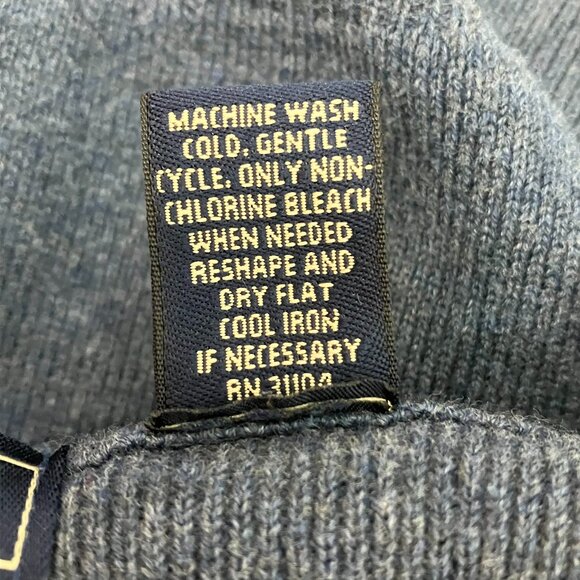 MACHINE WASH
COLD. GENTLE
CYCLE. ONLY NON-
CHLORINE BLEACH
WHEN NEEDED
RESHAPE AND
DRY FLAT
COOL IRON
IF NECESSARY
RN 31104